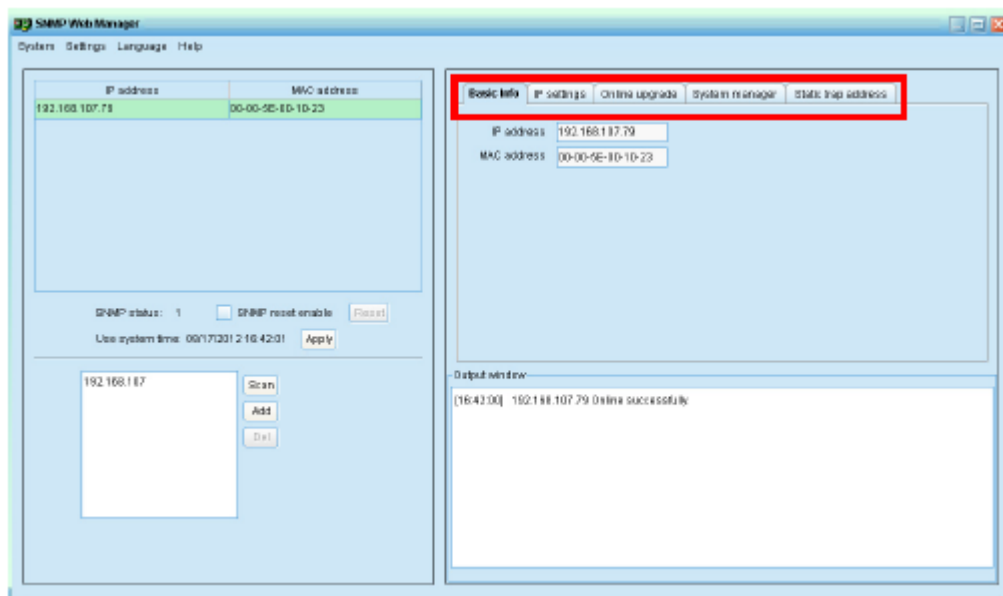 SNMP Web Manager
System Settings Language Help
IP address MAC address
192.168.107.79 00-00-5E-80-10-23
SNMP status: 1 SNMP reset enable Reset
Use system time: 09/17/2012 16:42:01 Apply
192.168.107
Scan
Add
Del
Basic Info IP settings Online upgrade System manager Static trap address
IP address 192.168.107.79
MAC address 00-00-5E-80-10-23
Output window
[16:42:00] 192.168.107.79 Online successfully